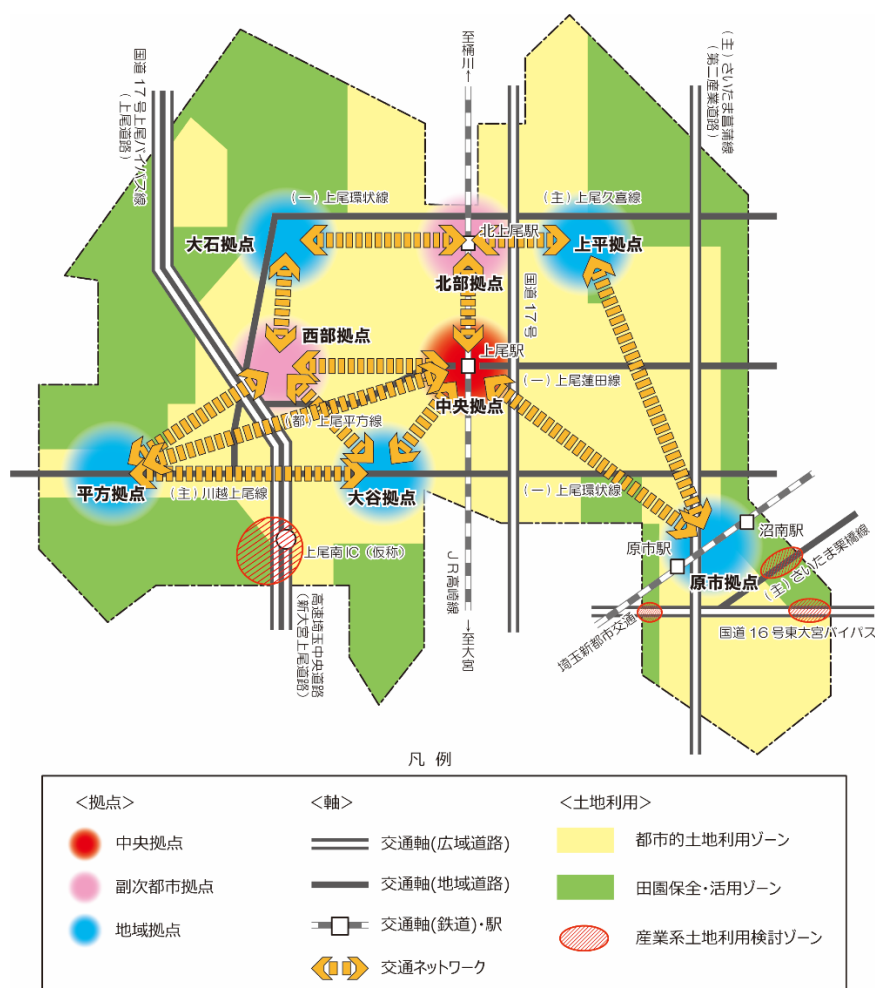 至桶川←
国道17号上尾バイパス線
(上尾道路)
(主)さいたま菖蒲線
(第二産業道路)
(一)上尾環状線
(主)上尾久喜線
大石拠点
北上尾駅
上平拠点
北部拠点
国道17号
西部拠点
上尾駅
(一)上尾蓮田線
中央拠点
(都)上尾平方線
平方拠点
(主)川越上尾線
大谷拠点
(一)上尾環状線
沼南駅
原市駅
上尾南IC(仮称)
JR高崎線
原市拠点
(主)さいたま栗橋線
高速埼玉中央道路
(新大宮上尾道路)
→至大宮
埼玉新都市交通
国道16号東大宮バイパス
凡例
<拠点>
<軸>
<土地利用>
中央拠点
交通軸(広域道路)
都市的土地利用ゾーン
副次都市拠点
交通軸(地域道路)
田園保全・活用ゾーン
地域拠点
交通軸(鉄道)・駅
産業系土地利用検討ゾーン
交通ネットワーク